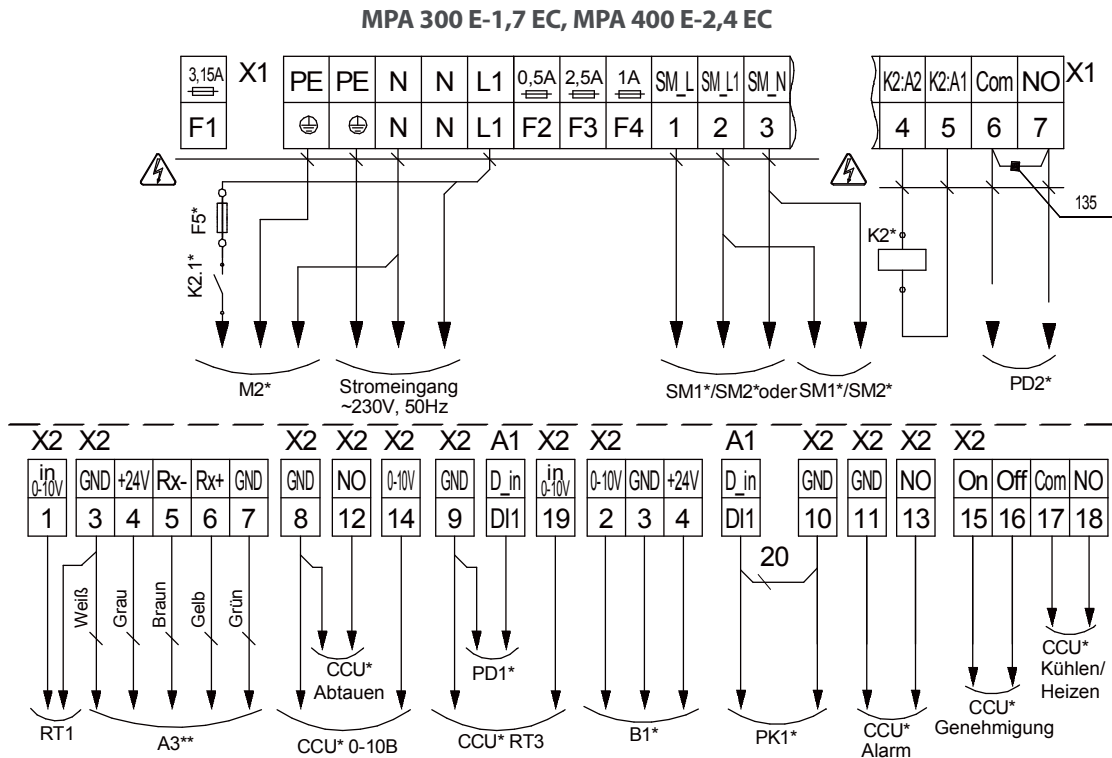 MPA 300 E-1,7 EC, MPA 400 E-2,4 EC
3,15A X1 PE PE N N L1 0,5A 2,5A 1A SM_L SM_L1 SM_N K2:A2 K2:A1 Com NO X1
F1 N N L1 F2 F3 F4 1 2 3 4 5 6 7
135
F5*
K2.1*
K2*
M2*
Stromeingang
~230V, 50Hz
SM1*/SM2*oder SM1*/SM2*
PD2*
X2 X2 X2 X2 X2 X2 A1 X2 X2 A1 X2 X2 X2 X2
in 0-10V GND +24V Rx- Rx+ GND GND NO 0-10V GND D_in in 0-10V 0-10V GND +24V D_in GND GND NO On Off Com NO
1 3 4 5 6 7 8 12 14 9 DI1 19 2 3 4 DI1 10 11 13 15 16 17 18
20
Weiß
Grau
Braun
Gelb
Grün
CCU*
Abtauen
PD1*
CCU*
Kühlen/
Heizen
RT1
A3**
CCU* 0-10B
CCU* RT3
B1*
PK1*
CCU*
Alarm
CCU*
Genehmigung